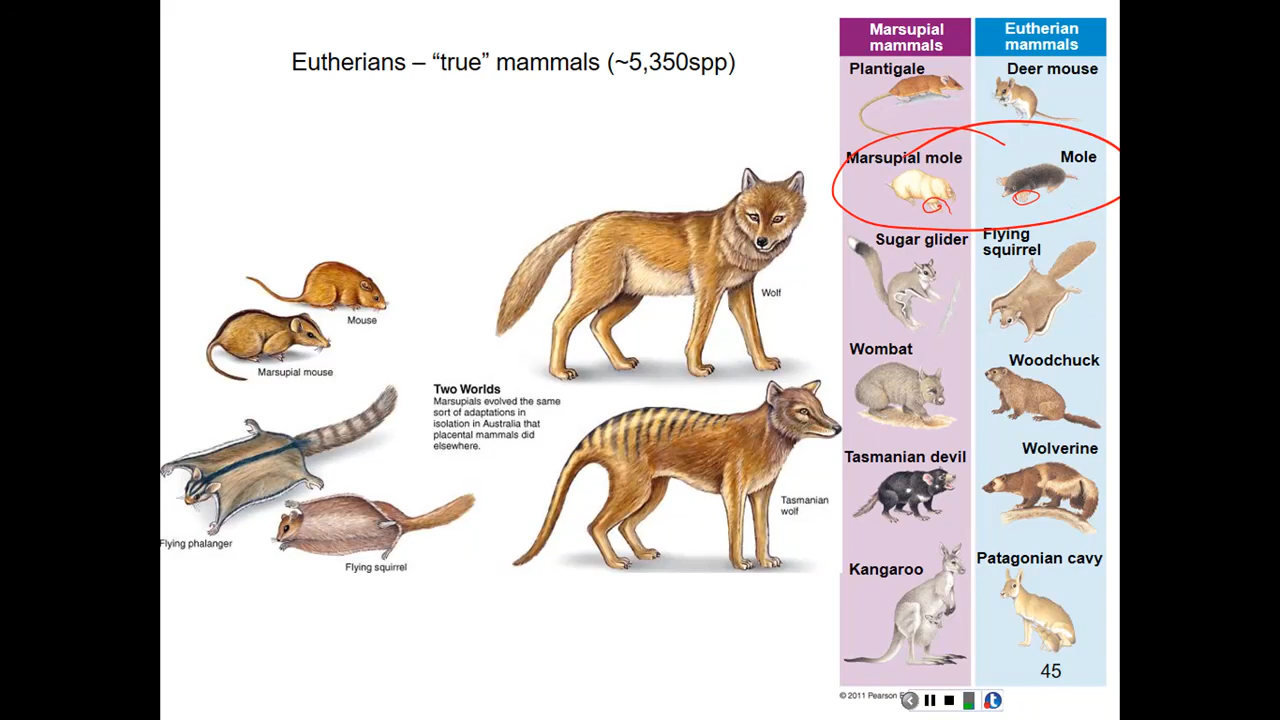 Eutherians – “true” mammals (~5,350spp)
Mouse
Marsupial mouse
Flying phalanger
Flying squirrel
Two Worlds
Marsupials evolved the same
sort of adaptations in
isolation in Australia that
placental mammals did
elsewhere.
Wolf
Tasmanian
wolf
Marsupial
mammals
Eutherian
mammals
Plantigale
Deer mouse
Marsupial mole
Mole
Sugar glider
Flying
squirrel
Wombat
Woodchuck
Tasmanian devil
Wolverine
Kangaroo
Patagonian cavy
45
© 2011 Pearson